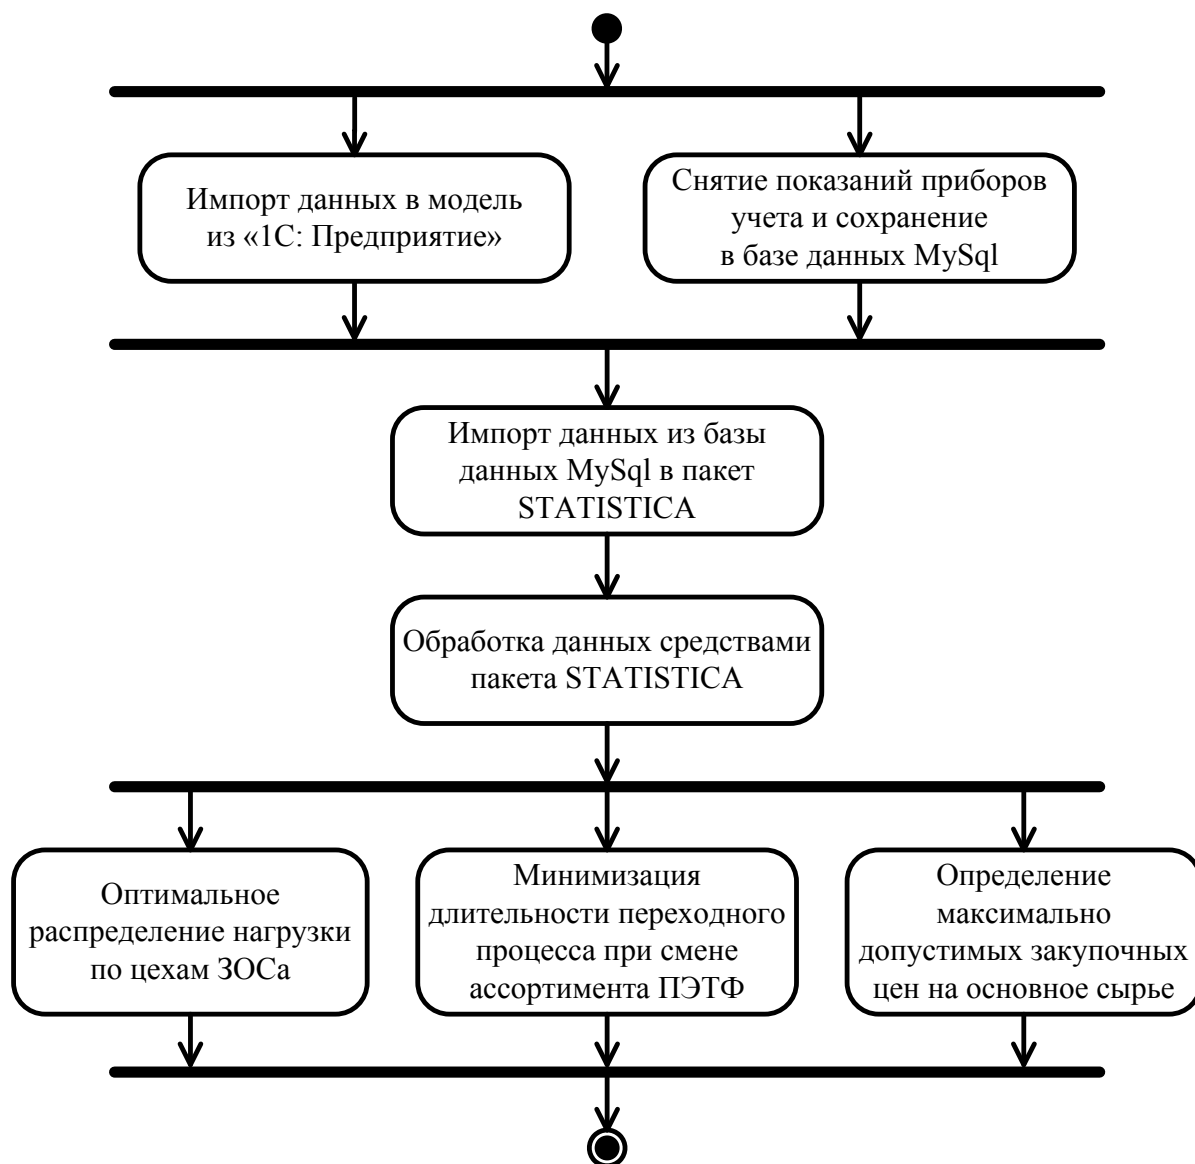 Импорт данных в модель
из «1С: Предприятие»
Снятие показаний приборов
учета и сохранение
в базе данных MySql
Импорт данных из базы
данных MySql в пакет
STATISTICA
Обработка данных средствами
пакета STATISTICA
Оптимальное
распределение нагрузки
по цехам ЗОСа
Минимизация
длительности переходного
процесса при смене
ассортимента ПЭТФ
Определение
максимально
допустимых закупочных
цен на основное сырье